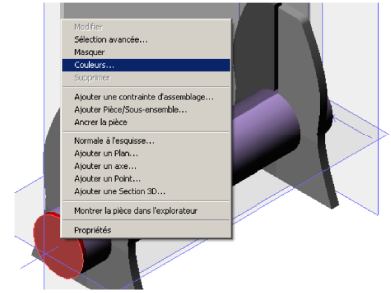 Modifier
Sélection avancée...
Masquer
Couleurs...
Supprimer
Ajouter une contrainte d'assemblage...
Ajouter Pièce/Sous-ensemble...
Ancrer la pièce
Normale à l'esquisse...
Ajouter un Plan...
Ajouter un axe...
Ajouter un Point...
Ajouter une Section 3D...
Montrer la pièce dans l'explorateur
Propriétés